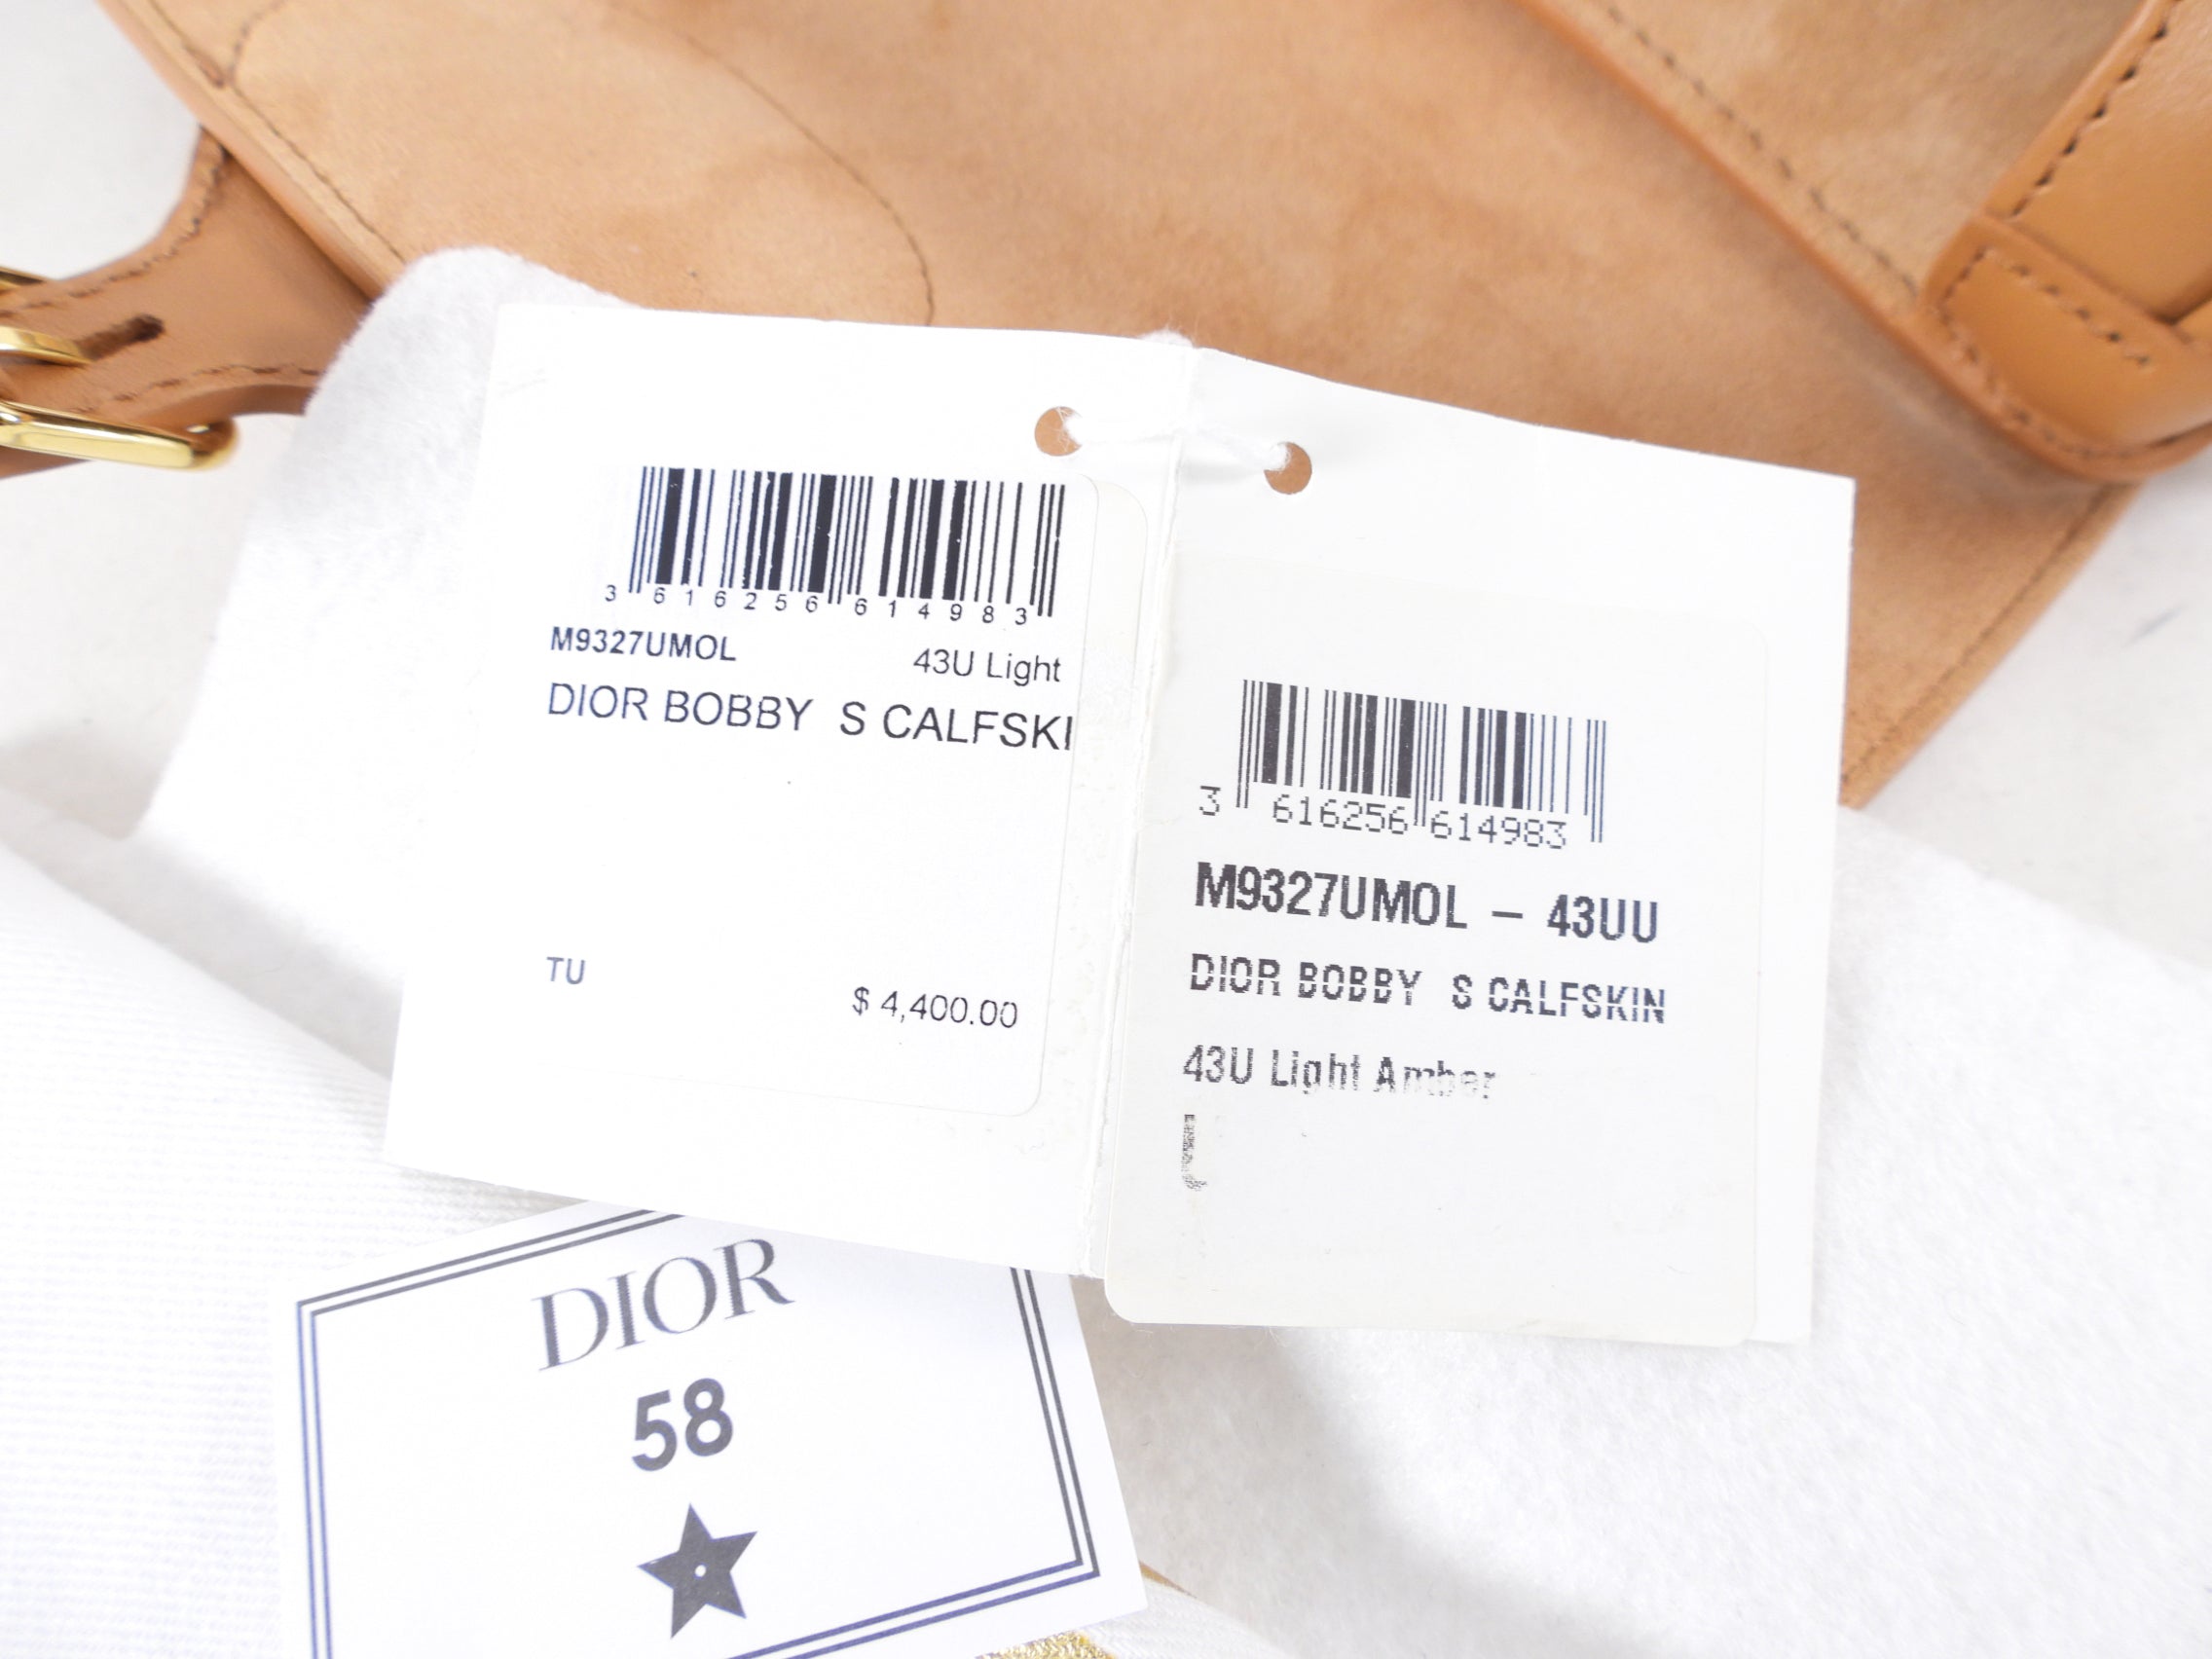 3 616256 614983
M9327UMOL 43U Light
DIOR BOBBY S CALFSKI
TU
$ 4,400.00
3 616256 614983
M9327UMOL - 43UU
DIOR BOBBY S CALFSKIN
43U Light Amber
DIOR
58